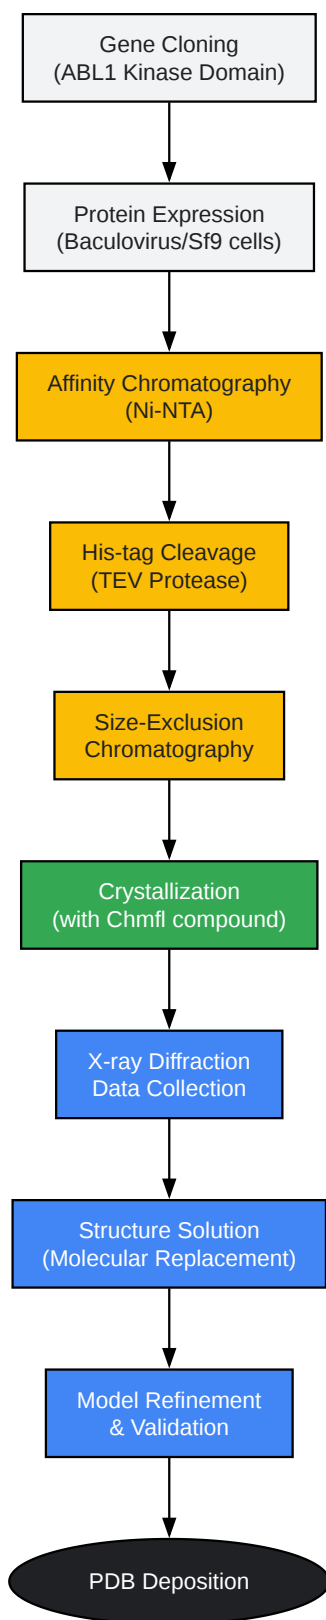 Gene Cloning
(ABL1 Kinase Domain)
Protein Expression
(Baculovirus/Sf9 cells)
Affinity Chromatography
(Ni-NTA)
His-tag Cleavage
(TEV Protease)
Size-Exclusion
Chromatography
Crystallization
(with Chmfl compound)
X-ray Diffraction
Data Collection
Structure Solution
(Molecular Replacement)
Model Refinement
& Validation
PDB Deposition